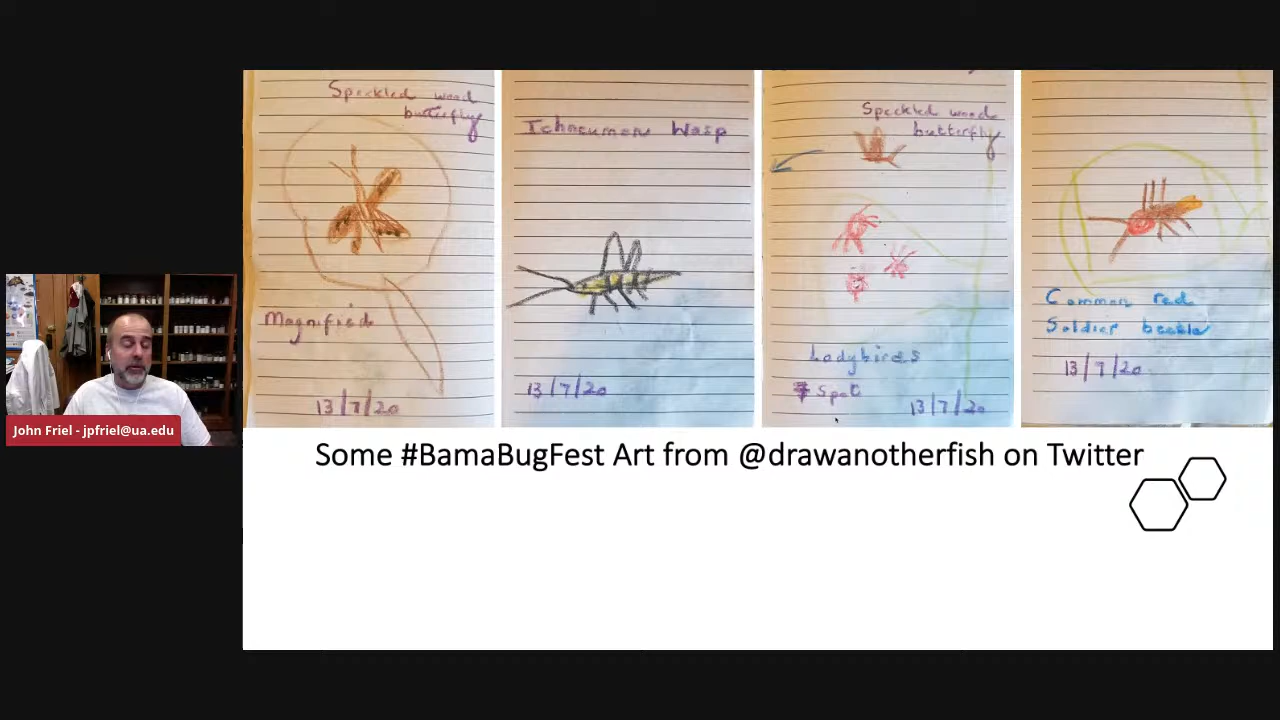 Speckled wood
butterfly
Magnified
13/7/20
Ichneumon Wasp
13/7/20
Speckled wood
butterfly
Ladybirds
Spot
13/7/20
Common red
Soldier beetle
13/7/20
John Friel - jpfriel@ua.edu
Some #BamaBugFest Art from @drawanotherfish on Twitter